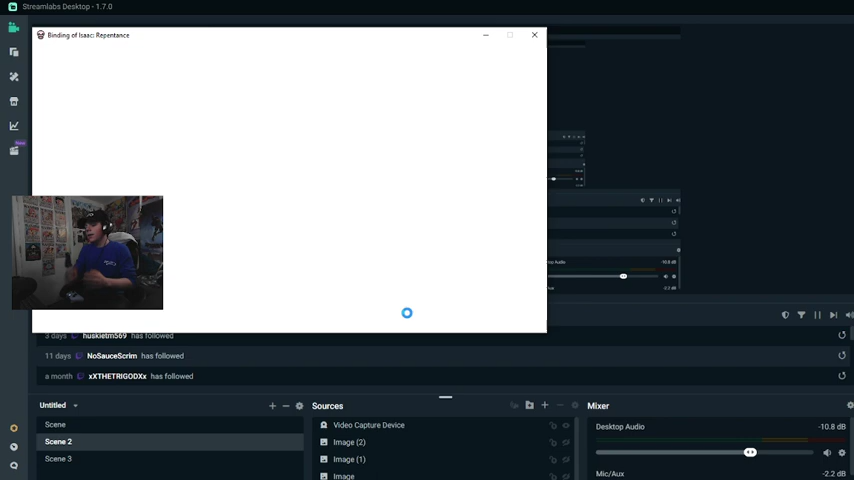 Streamlabs Desktop - 1.7.0
Binding of Isaac: Repentance
3 days huskietm569 has followed
11 days NoSauceScrim has followed
a month xXTHETRIGODXx has followed
Untitled
Sources
Mixer
Scene
Scene 2
Scene 3
Video Capture Device
Image (2)
Image (1)
Image
Desktop Audio -10.8 dB
Mic/Aux -2.2 dB